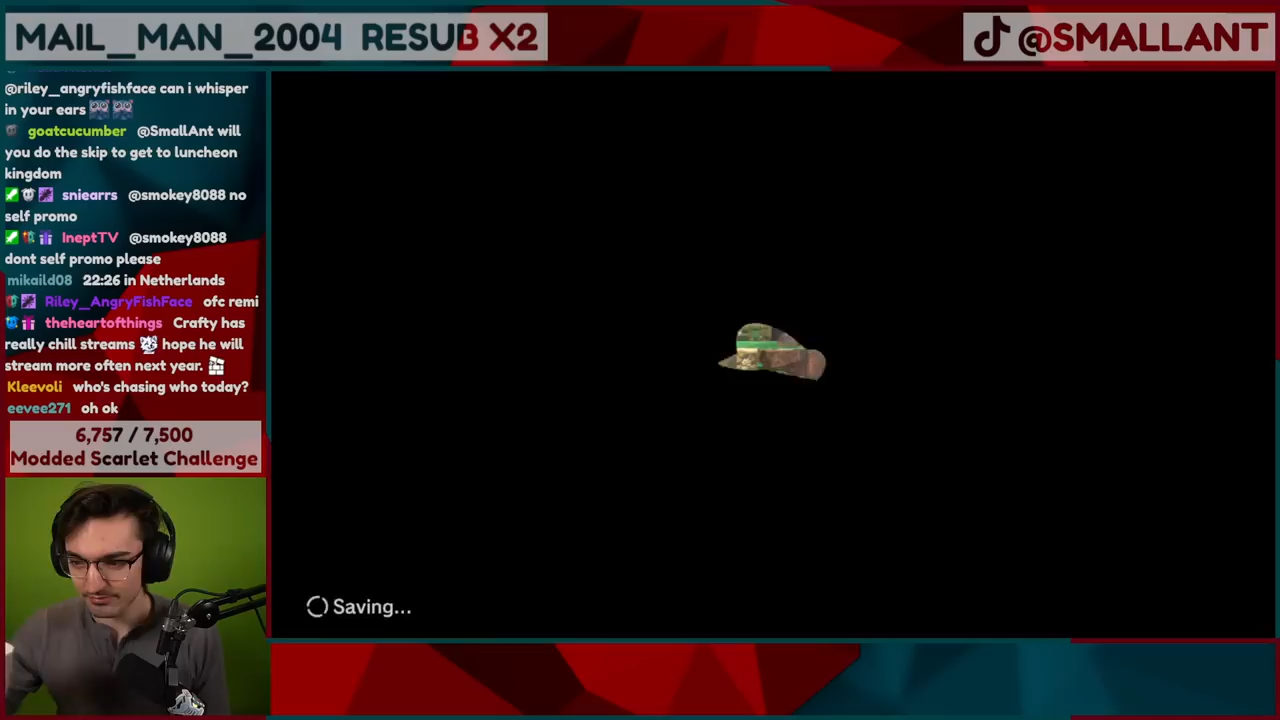 MAIL_MAN_2004 RESUB X2
@SMALLANT
@riley_angryfishface can i whisper
in your ears
goatcucumber @SmallAnt will
you do the skip to get to luncheon
kingdom
sniearrs @smokey8088 no
self promo
IneptTV @smokey8088
dont self promo please
mikaild08 22:26 in Netherlands
Riley_AngryFishFace ofc remi
theheartofthings Crafty has
really chill streams hope he will
stream more often next year.
Kleevoli who's chasing who today?
eevee271 oh ok
6,757 / 7,500
Modded Scarlet Challenge
Saving...